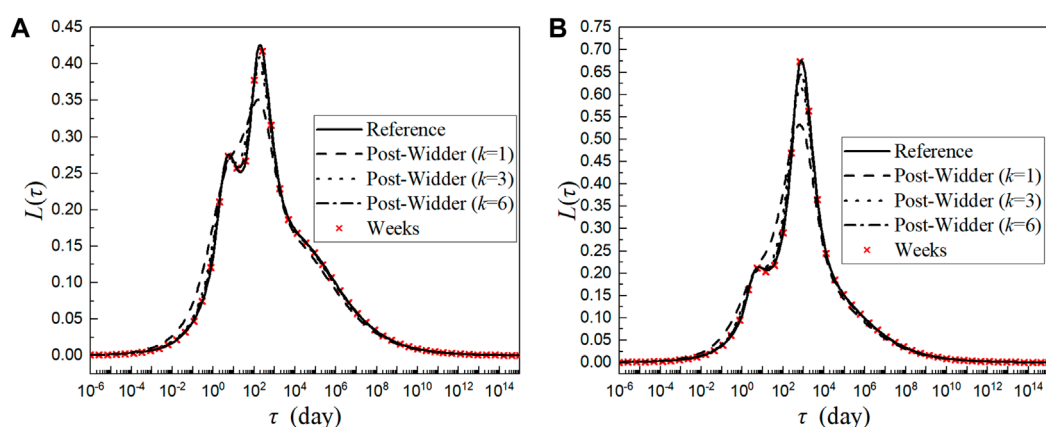 A
0.45
0.40
0.35
0.30
0.25
0.20
0.15
0.10
0.05
0.00
L(τ)
Reference
Post-Widder (k=1)
Post-Widder (k=3)
Post-Widder (k=6)
Weeks
10⁻⁶ 10⁻⁴ 10⁻² 10⁰ 10² 10⁴ 10⁶ 10⁸ 10¹⁰ 10¹² 10¹⁴
τ (day)
B
0.75
0.70
0.65
0.60
0.55
0.50
0.45
0.40
0.35
0.30
0.25
0.20
0.15
0.10
0.05
0.00
L(τ)
Reference
Post-Widder (k=1)
Post-Widder (k=3)
Post-Widder (k=6)
Weeks
10⁻⁶ 10⁻⁴ 10⁻² 10⁰ 10² 10⁴ 10⁶ 10⁸ 10¹⁰ 10¹² 10¹⁴
τ (day)